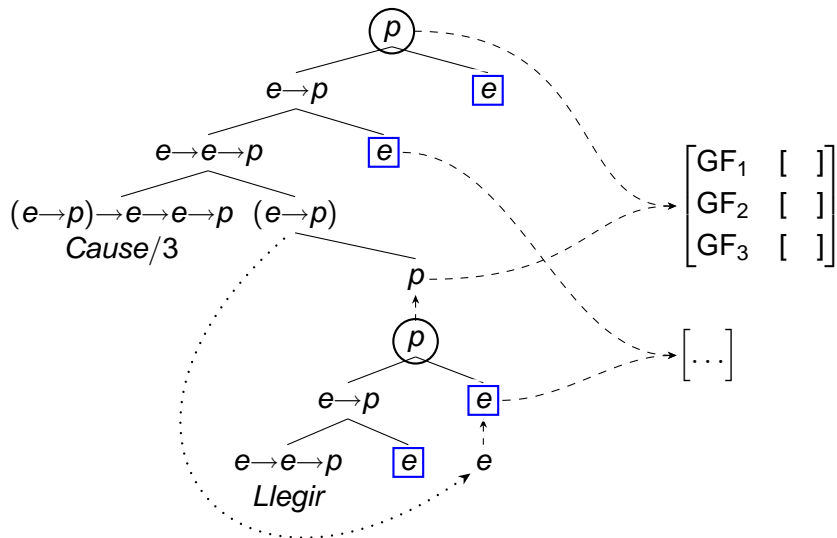 p
e→p e
e→e→p e
(e→p)→e→e→p (e→p)
Cause/3
p
p
e→p e
e→e→p e e
Llegir
[GF₁ [ ]]
[GF₂ [ ]]
[GF₃ [ ]]
[...]